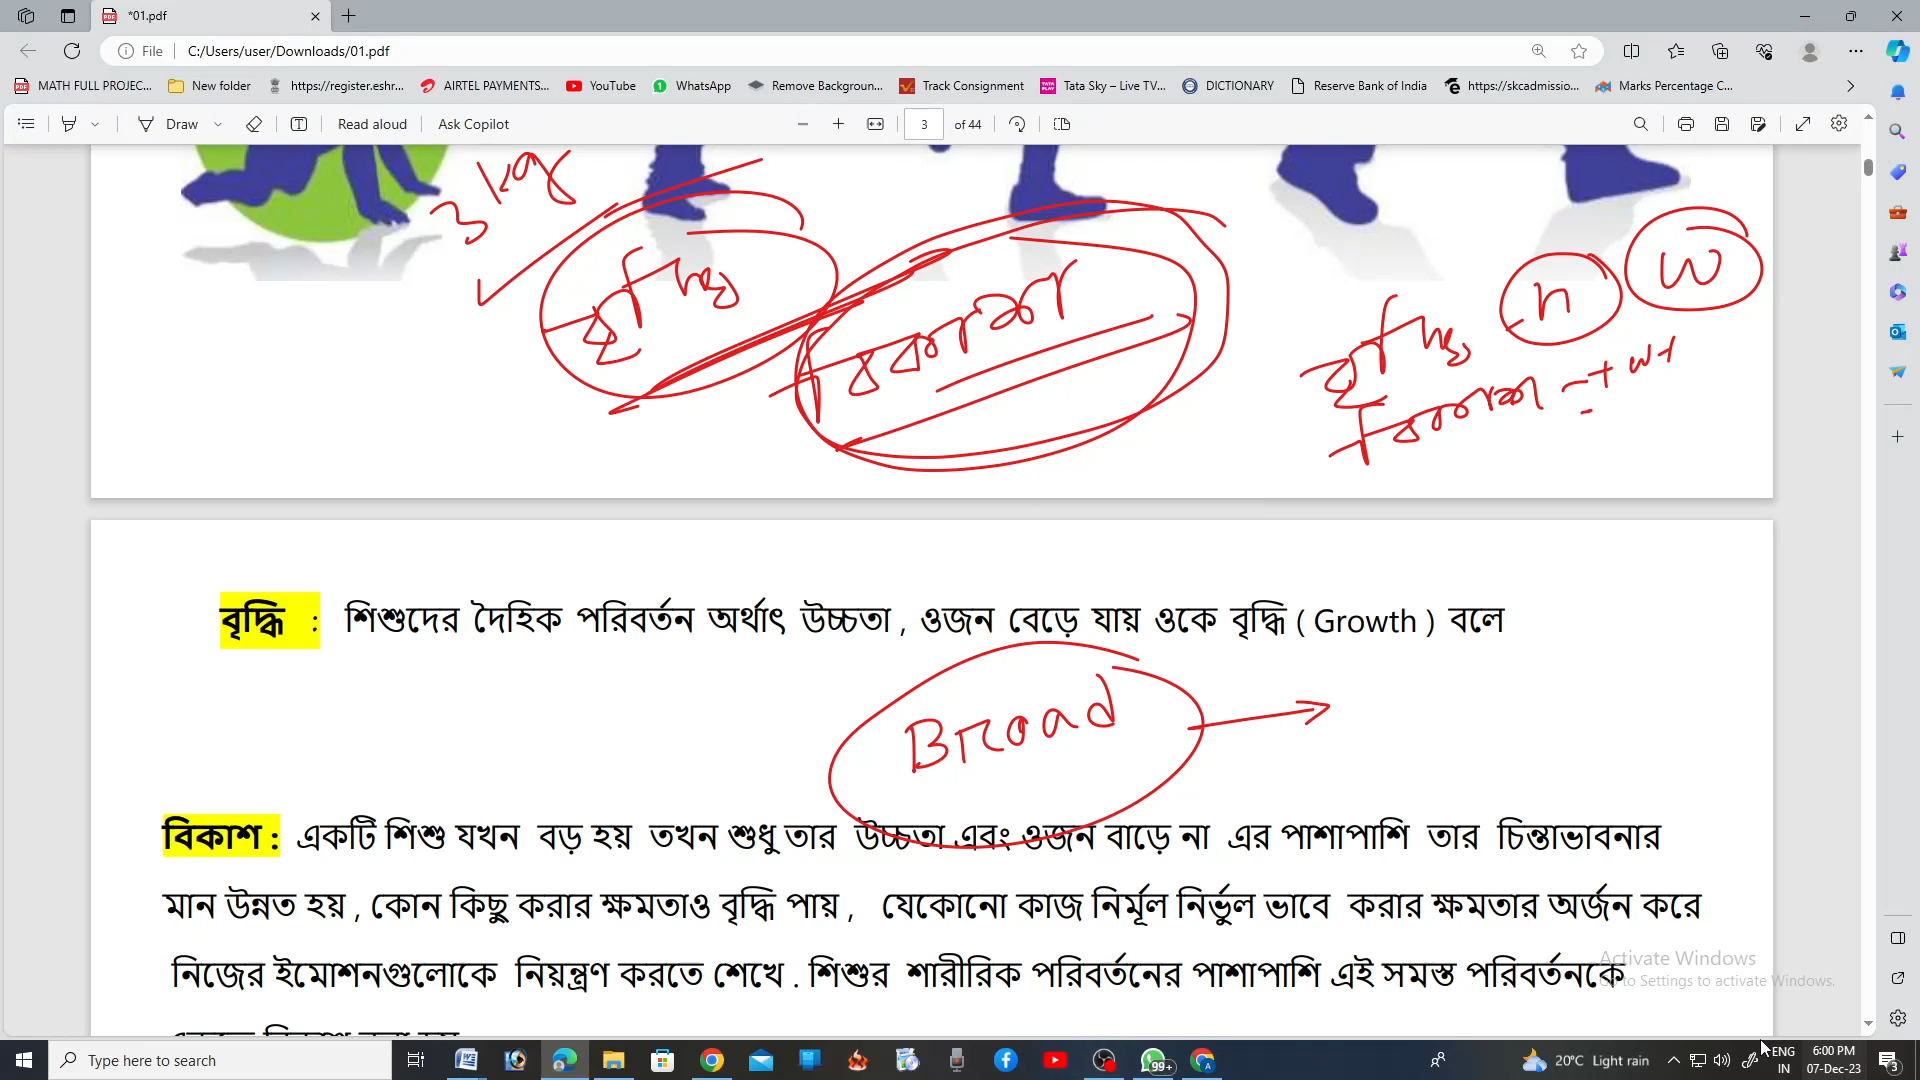 *01.pdf
File C:/Users/user/Downloads/01.pdf
MATH FULL PROJEC... New folder https://register.eshr... AIRTEL PAYMENTS... YouTube WhatsApp Remove Backgroun... Track Consignment Tata Sky – Live TV... DICTIONARY Reserve Bank of India https://skcadmissio... Marks Percentage C...
Draw Read aloud Ask Copilot 3 of 44
3 kg
বৃদ্ধি বিকাশ h W
বৃদ্ধি
বিকাশ
বৃদ্ধি : শিশুদের দৈহিক পরিবর্তন অর্থাৎ উচ্চতা , ওজন বেড়ে যায় ওকে বৃদ্ধি ( Growth ) বলে
Broad
বিকাশ : একটি শিশু যখন বড় হয় তখন শুধু তার উচ্চতা এবং ওজন বাড়ে না এর পাশাপাশি তার চিন্তাভাবনার
মান উন্নত হয় , কোন কিছু করার ক্ষমতাও বৃদ্ধি পায় , যেকোনো কাজ নির্মূল নির্ভুল ভাবে করার ক্ষমতার অর্জন করে
নিজের ইমোশনগুলোকে নিয়ন্ত্রণ করতে শেখে . শিশুর শারীরিক পরিবর্তনের পাশাপাশি এই সমস্ত পরিবর্তনকে
Activate Windows
Go to Settings to activate Windows.
Type here to search 99+ 20°C Light rain ENG IN 6:00 PM 07-Dec-23 3